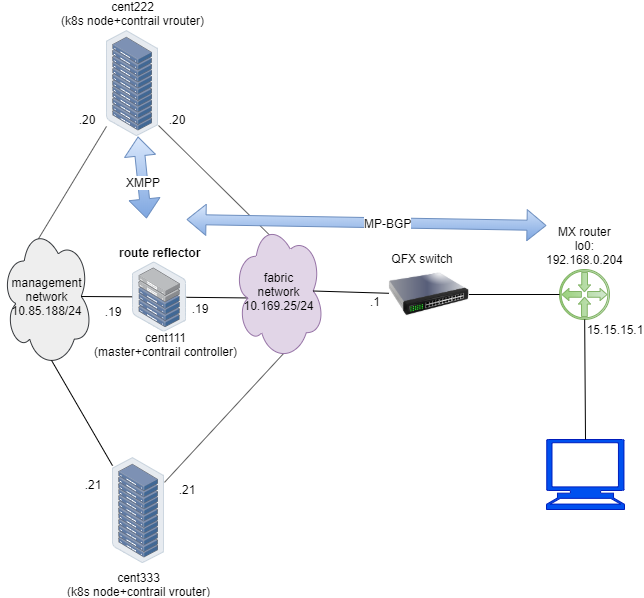 cent222
(k8s node+contrail vrouter)
.20
.20
XMPP
MP-BGP
MX router
lo0:
192.168.0.204
route reflector
QFX switch
management
network
10.85.188/24
fabric
network
10.169.25/24
.19
.19
.1
cent111
(master+contrail controller)
15.15.15.1
.21
.21
cent333
(k8s node+contrail vrouter)